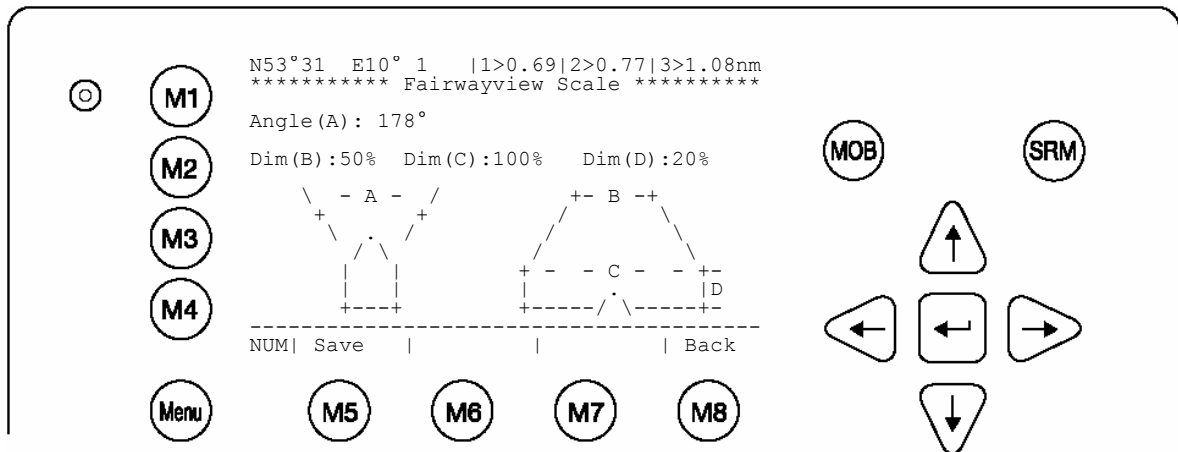 N53°31 E10° 1 |1>0.69|2>0.77|3>1.08nm
*********** Fairwayview Scale **********
M1
Angle(A): 178°
MOB
SRM
Dim(B):50% Dim(C):100% Dim(D):20%
M2
- A -
+- B -+
M3
+ - - C - - +-
|D
M4
NUM| Save | | | Back
Menu
M5
M6
M7
M8